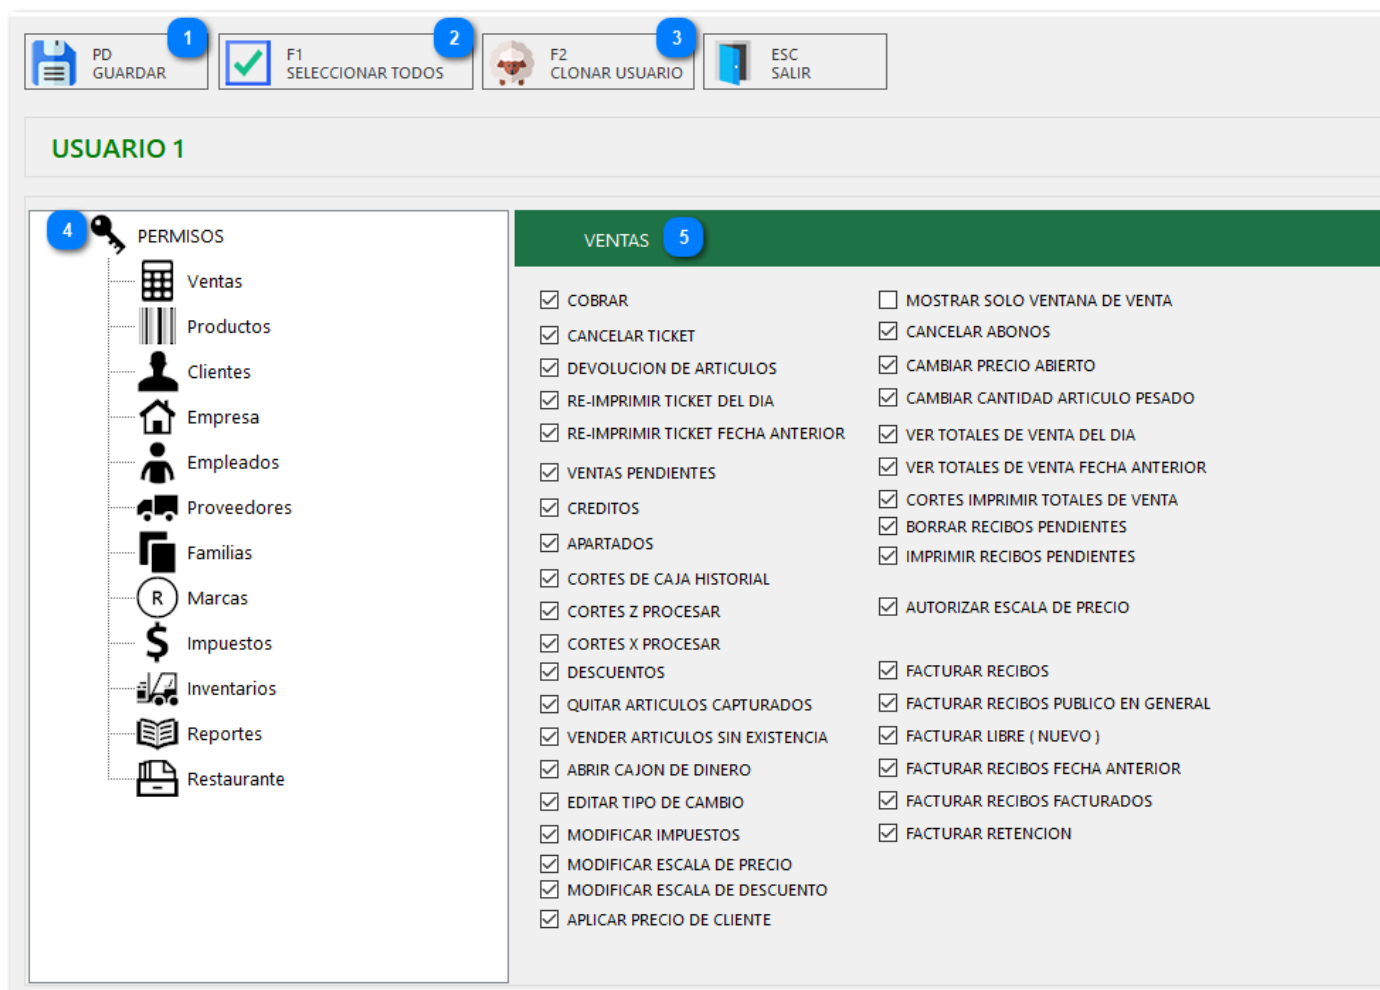 1
2
3
PD
GUARDAR
F1
SELECCIONAR TODOS
F2
CLONAR USUARIO
ESC
SALIR
USUARIO 1
4
PERMISOS
Ventas
Productos
Clientes
Empresa
Empleados
Proveedores
Familias
R
Marcas
$
Impuestos
Inventarios
Reportes
Restaurante
VENTAS
5
COBRAR
CANCELAR TICKET
DEVOLUCION DE ARTICULOS
RE-IMPRIMIR TICKET DEL DIA
RE-IMPRIMIR TICKET FECHA ANTERIOR
VENTAS PENDIENTES
CREDITOS
APARTADOS
CORTES DE CAJA HISTORIAL
CORTES Z PROCESAR
CORTES X PROCESAR
DESCUENTOS
QUITAR ARTICULOS CAPTURADOS
VENDER ARTICULOS SIN EXISTENCIA
ABRIR CAJON DE DINERO
EDITAR TIPO DE CAMBIO
MODIFICAR IMPUESTOS
MODIFICAR ESCALA DE PRECIO
MODIFICAR ESCALA DE DESCUENTO
APLICAR PRECIO DE CLIENTE
MOSTRAR SOLO VENTANA DE VENTA
CANCELAR ABONOS
CAMBIAR PRECIO ABIERTO
CAMBIAR CANTIDAD ARTICULO PESADO
VER TOTALES DE VENTA DEL DIA
VER TOTALES DE VENTA FECHA ANTERIOR
CORTES IMPRIMIR TOTALES DE VENTA
BORRAR RECIBOS PENDIENTES
IMPRIMIR RECIBOS PENDIENTES
AUTORIZAR ESCALA DE PRECIO
FACTURAR RECIBOS
FACTURAR RECIBOS PUBLICO EN GENERAL
FACTURAR LIBRE ( NUEVO )
FACTURAR RECIBOS FECHA ANTERIOR
FACTURAR RECIBOS FACTURADOS
FACTURAR RETENCION